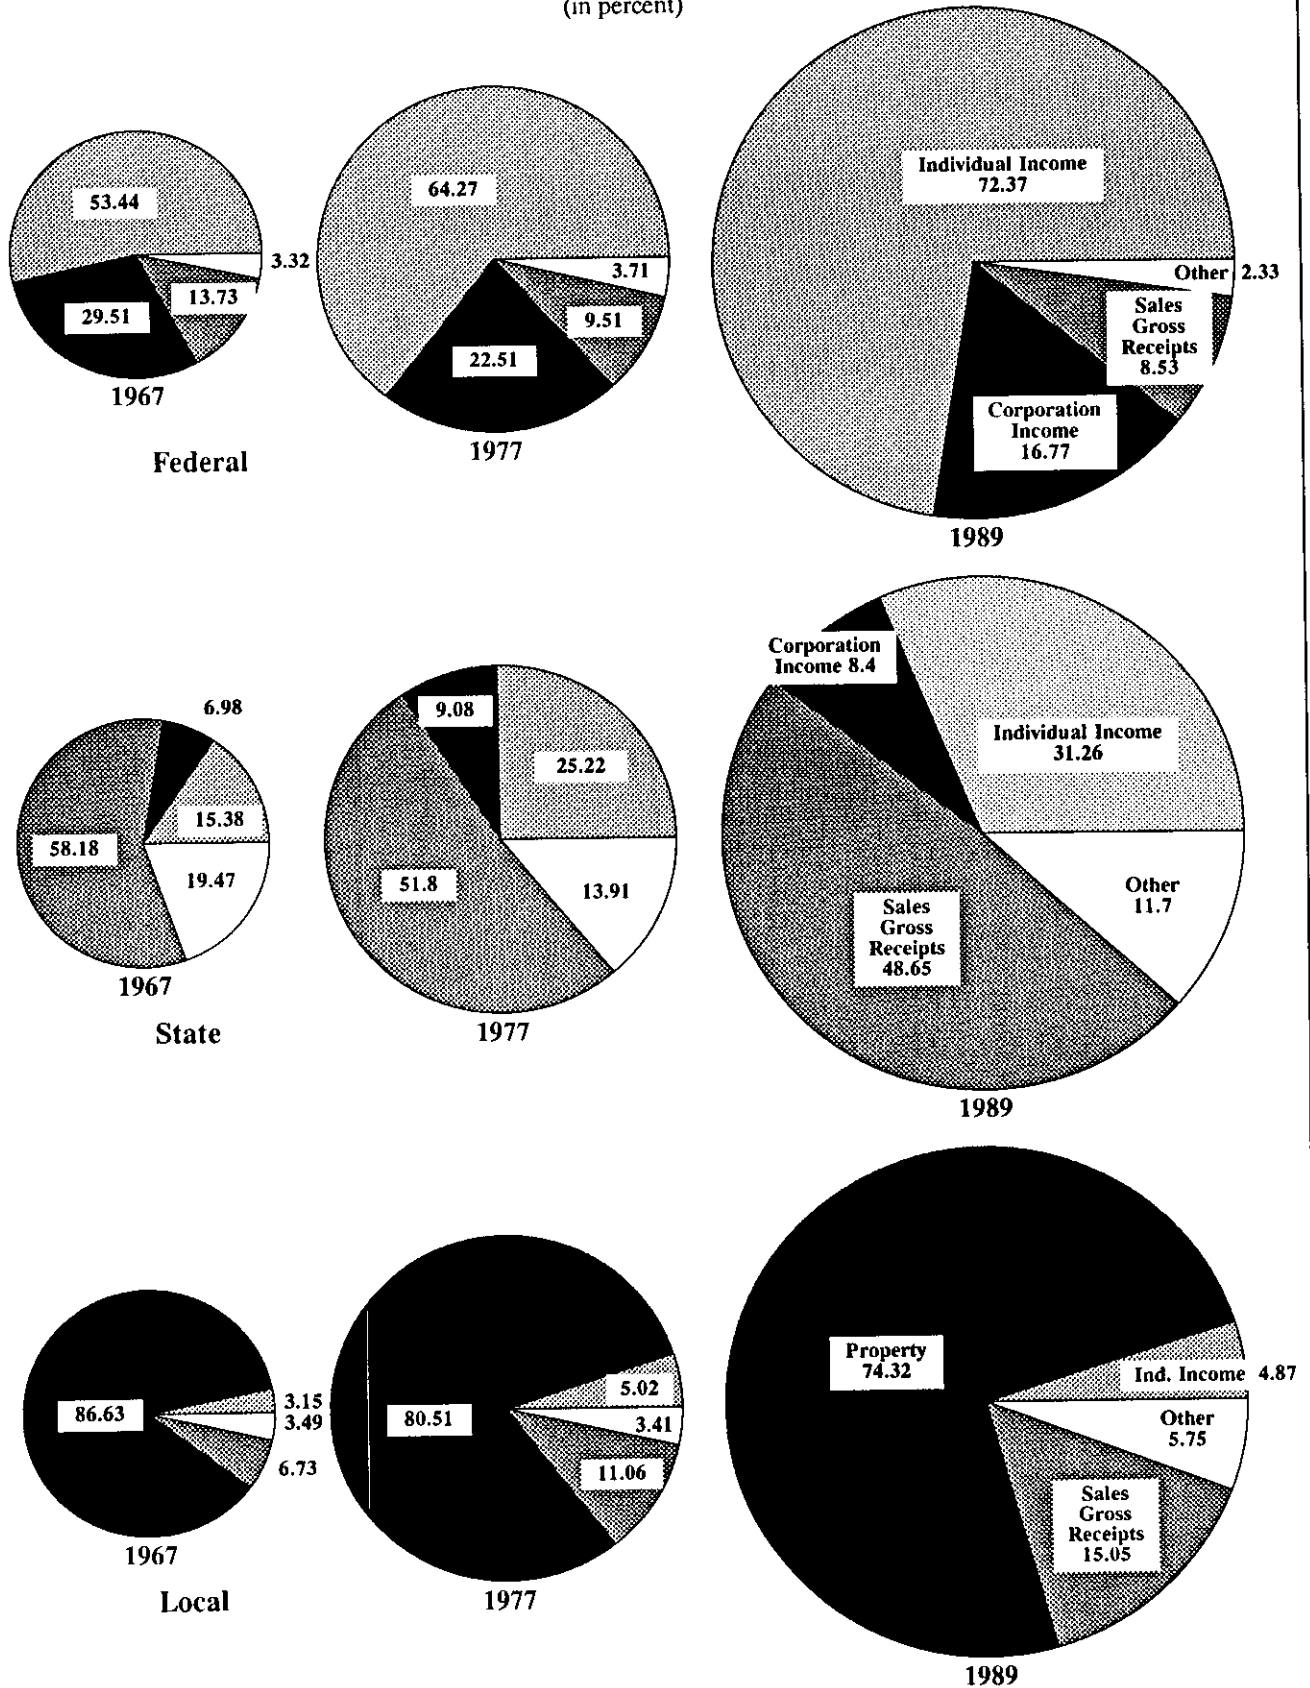 (in percent)
53.44
3.32
13.73
29.51
1967
Federal
64.27
3.71
9.51
22.51
1977
Individual Income
72.37
Other 2.33
Sales
Gross
Receipts
8.53
Corporation
Income
16.77
1989
6.98
15.38
58.18
19.47
1967
State
9.08
25.22
51.8
13.91
1977
Corporation
Income 8.4
Individual Income
31.26
Other
11.7
Sales
Gross
Receipts
48.65
1989
86.63
3.15
3.49
6.73
1967
Local
5.02
80.51
3.41
11.06
1977
Property
74.32
Ind. Income 4.87
Other
5.75
Sales
Gross
Receipts
15.05
1989